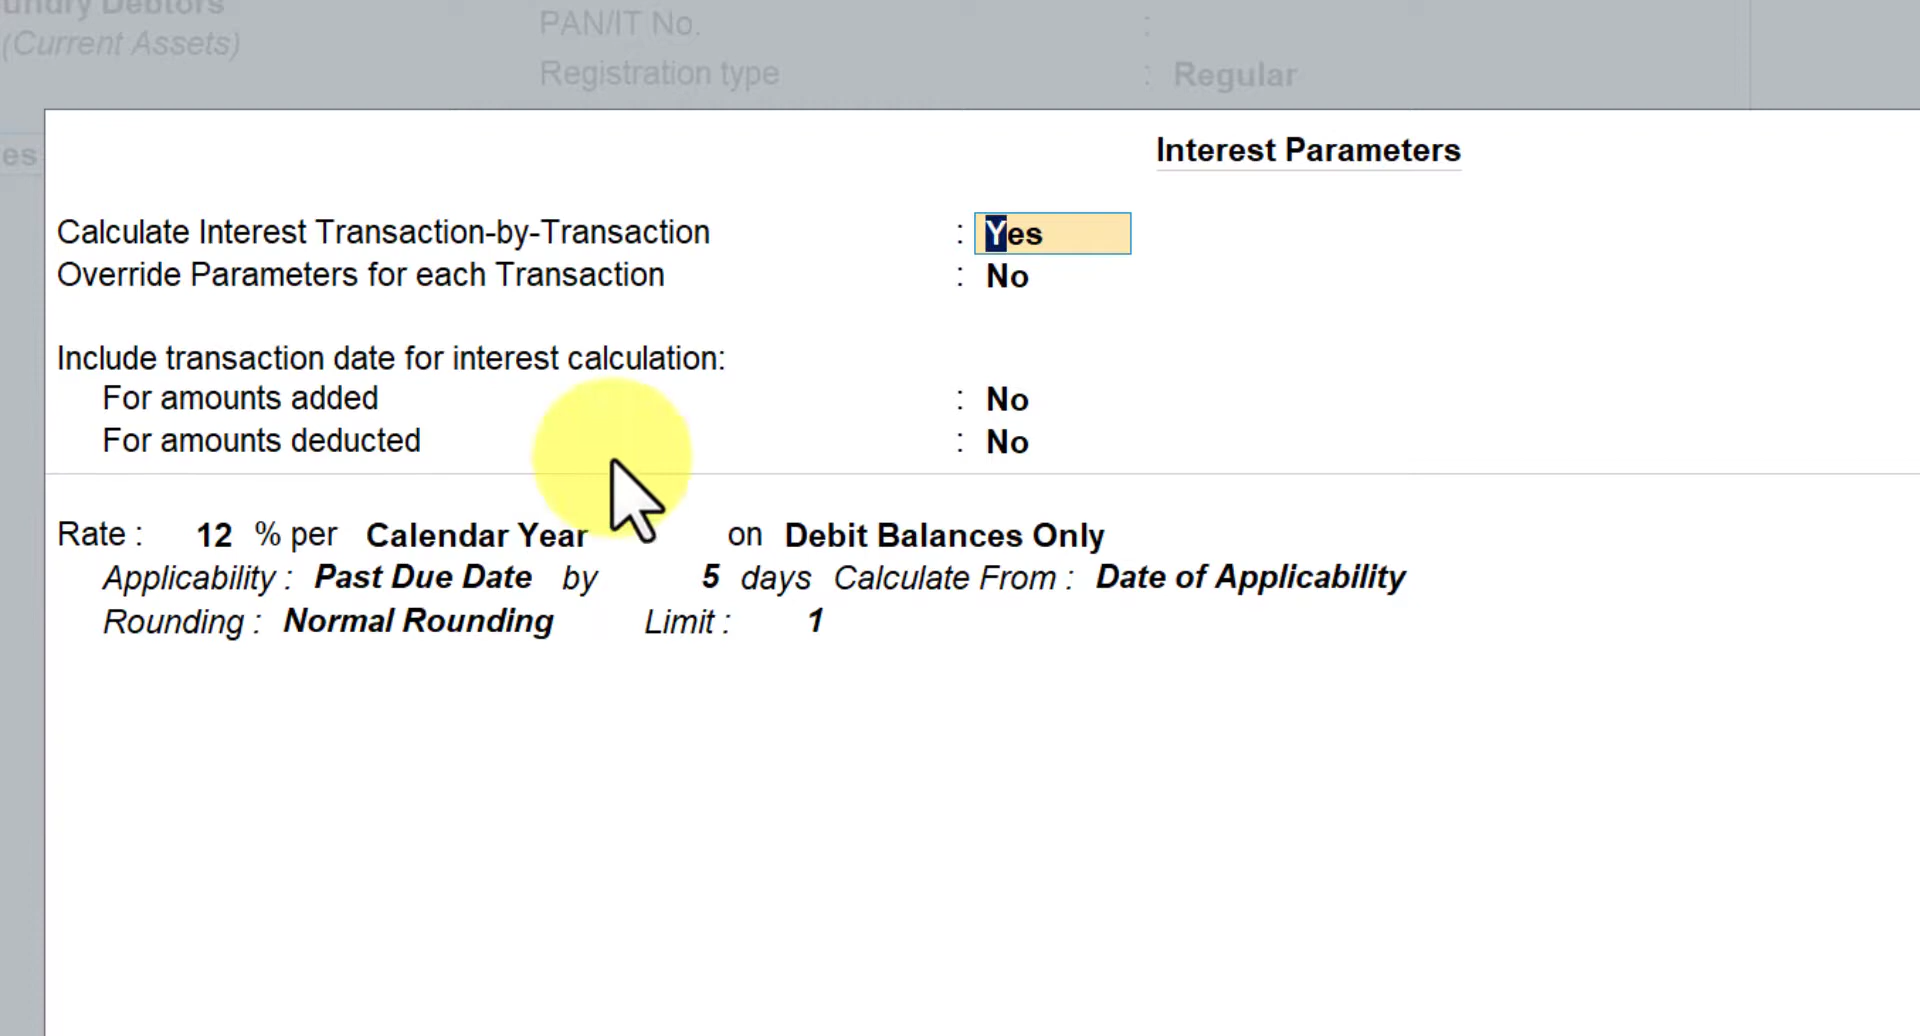 Debtors
(Current Assets)
PAN/IT No. :
Registration type : Regular
Interest Parameters
Calculate Interest Transaction-by-Transaction : Yes
Override Parameters for each Transaction : No
Include transaction date for interest calculation:
For amounts added : No
For amounts deducted : No
Rate : 12 % per Calendar Year on Debit Balances Only
Applicability : Past Due Date by 5 days Calculate From : Date of Applicability
Rounding : Normal Rounding Limit : 1